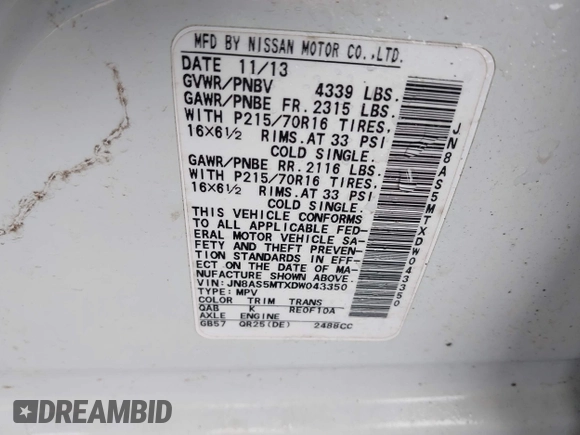 MFD BY NISSAN MOTOR CO.,LTD.
DATE 11/13
GVWR/PNBV 4339 LBS.
GAWR/PNBE FR. 2315 LBS.
WITH P215/70R16 TIRES.
16×6½ RIMS.AT 33 PSI
COLD SINGLE.
GAWR/PNBE RR. 2116 LBS.
WITH P215/70R16 TIRES.
16×6½ RIMS.AT 33 PSI
COLD SINGLE.
THIS VEHICLE CONFORMS
TO ALL APPLICABLE FED-
ERAL MOTOR VEHICLE SA-
FETY AND THEFT PREVEN-
TION STANDARDS IN EFF-
ECT ON THE DATE OF MA-
NUFACTURE SHOWN ABOVE.
VIN: JN8AS5MTXDW043350
TYPE: MPV
COLOR TRIM TRANS
QAB K RE0F10A
AXLE ENGINE
GB57 QR25(DE) 2488CC
JN8AS5MTXDW043350
DREAMBID